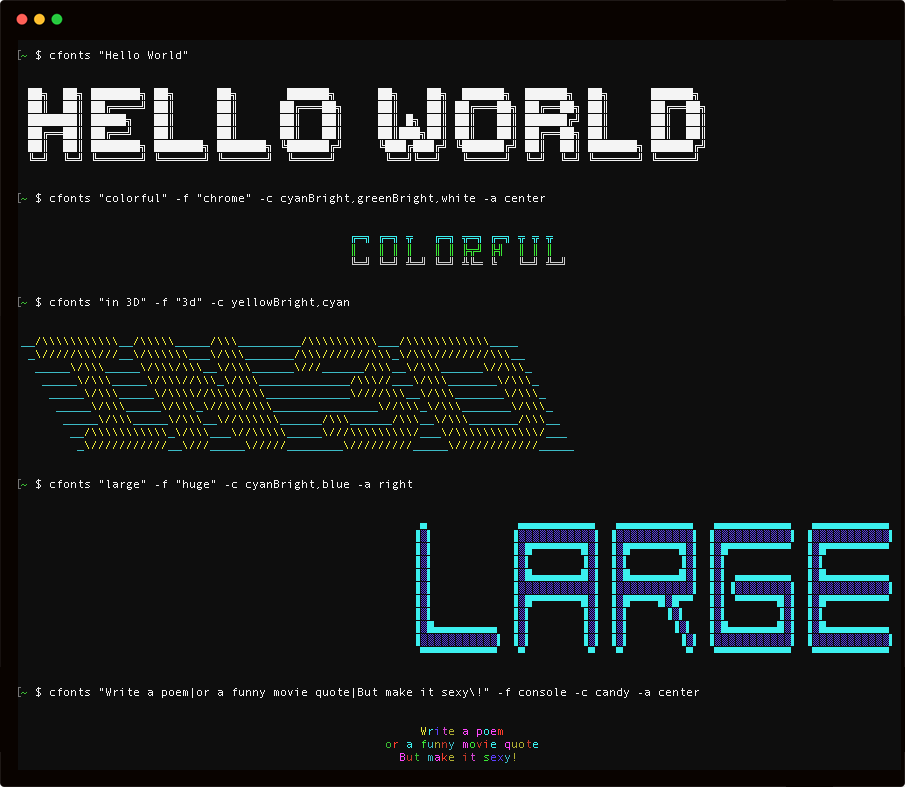 [~ $ cfonts "Hello World"
HELLO WORLD
[~ $ cfonts "colorful" -f "chrome" -c cyanBright,greenBright,white -a center
COLORFUL
[~ $ cfonts "in 3D" -f "3d" -c yellowBright,cyan
IN 3D
[~ $ cfonts "large" -f "huge" -c cyanBright,blue -a right
LARGE
[~ $ cfonts "Write a poem|or a funny movie quote|But make it sexy\!" -f console -c candy -a center
Write a poem
or a funny movie quote
But make it sexy!